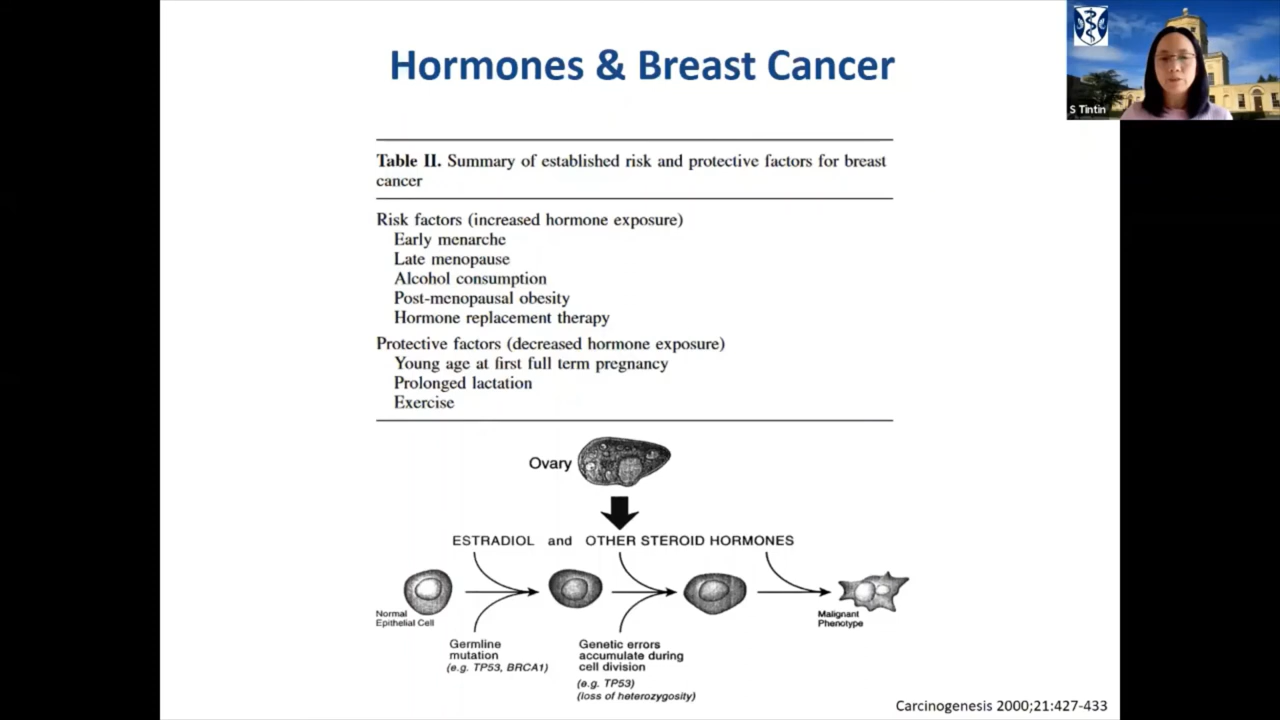 Hormones & Breast Cancer
S Tintin
Table II. Summary of established risk and protective factors for breast
cancer
Risk factors (increased hormone exposure)
Early menarche
Late menopause
Alcohol consumption
Post-menopausal obesity
Hormone replacement therapy
Protective factors (decreased hormone exposure)
Young age at first full term pregnancy
Prolonged lactation
Exercise
Ovary
ESTRADIOL and OTHER STEROID HORMONES
Normal
Epithelial Cell
Malignant
Phenotype
Germline
mutation
(e.g. TP53, BRCA1)
Genetic errors
accumulate during
cell division
(e.g. TP53)
(loss of heterozygosity)
Carcinogenesis 2000;21:427-433